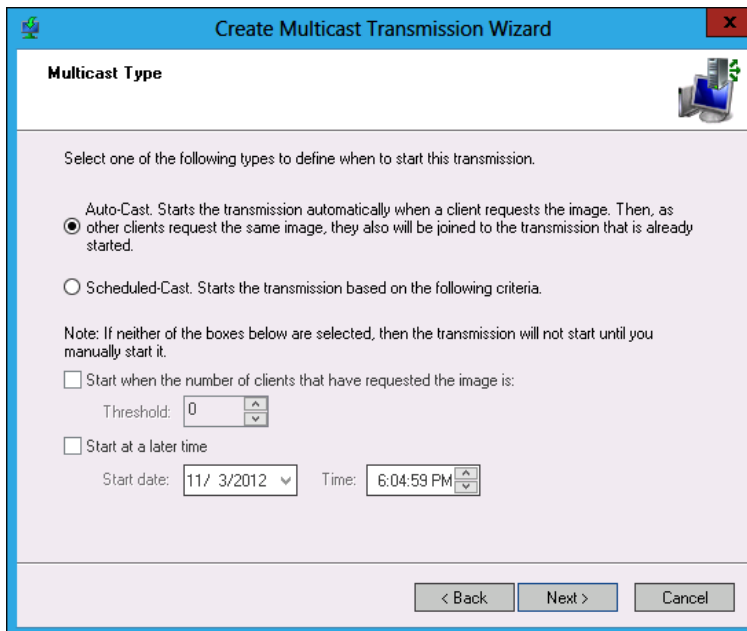 Create Multicast Transmission Wizard
x
Multicast Type
Select one of the following types to define when to start this transmission.
Auto-Cast. Starts the transmission automatically when a client requests the image. Then, as
other clients request the same image, they also will be joined to the transmission that is already
started.
Scheduled-Cast. Starts the transmission based on the following criteria.
Note: If neither of the boxes below are selected, then the transmission will not start until you
manually start it.
Start when the number of clients that have requested the image is:
Threshold: 0
Start at a later time
Start date: 11/ 3/2012 Time: 6:04:59 PM
< Back Next > Cancel